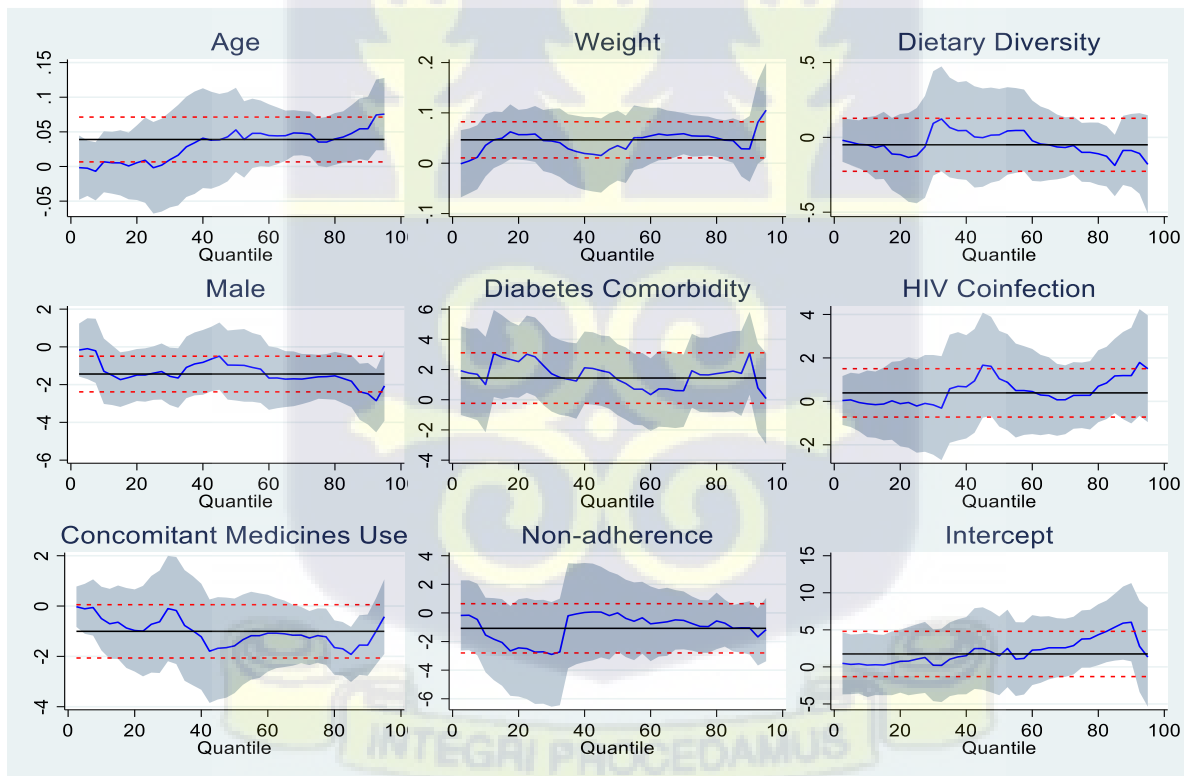 Age
.15
.1
.05
0
-.05
0 20 40 60 80 10
Quantile
Weight
.2
.1
0
-.1
0 20 40 60 80 10
Quantile
Dietary Diversity
.5
0
-.5
0 20 40 60 80 100
Quantile
Male
2
0
-2
-4
-6
0 20 40 60 80 10
Quantile
Diabetes Comorbidity
6
4
2
0
-2
-4
0 20 40 60 80 10
Quantile
HIV Coinfection
4
2
0
-2
0 20 40 60 80 100
Quantile
Concomitant Medicines Use
2
0
-2
-4
0 20 40 60 80 10
Quantile
Non-adherence
4
2
0
-2
-4
-6
0 20 40 60 80 10
Quantile
Intercept
15
10
5
0
-5
0 20 40 60 80 100
Quantile
INTEGRI PROCEDAMUS